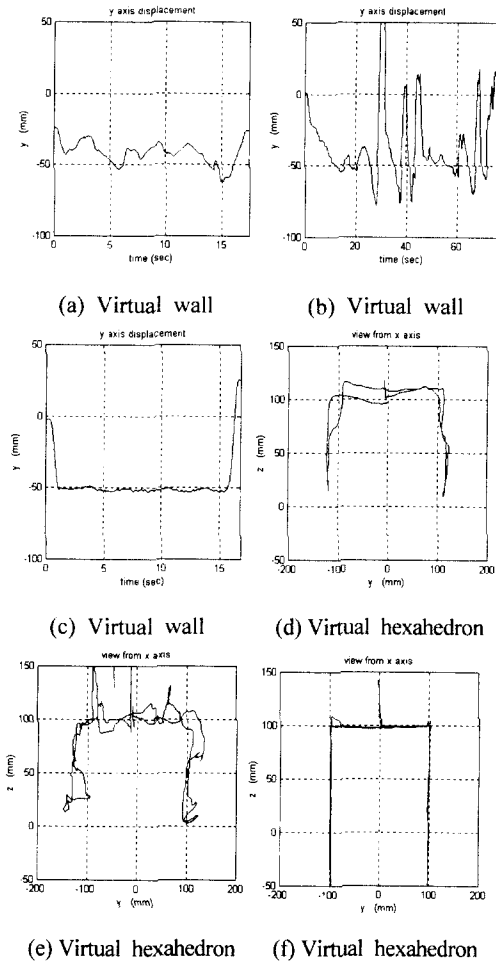 y axis displacement
y axis displacement
50
0
-50
-100
y (mm)
0
5
10
15
time (sec)
50
0
-50
-100
y (mm)
0
20
40
60
time (sec)
(a) Virtual wall
(b) Virtual wall
y axis displacement
view from x axis
50
0
-50
-100
y (mm)
0
5
10
15
time (sec)
150
100
50
0
-50
z (mm)
-200
-100
0
100
200
y (mm)
(c) Virtual wall
(d) Virtual hexahedron
view from x axis
view from x axis
150
100
50
0
-50
z (mm)
-200
-100
0
100
200
y (mm)
150
100
50
0
-50
z (mm)
-200
-100
0
100
200
y (mm)
(e) Virtual hexahedron
(f) Virtual hexahedron